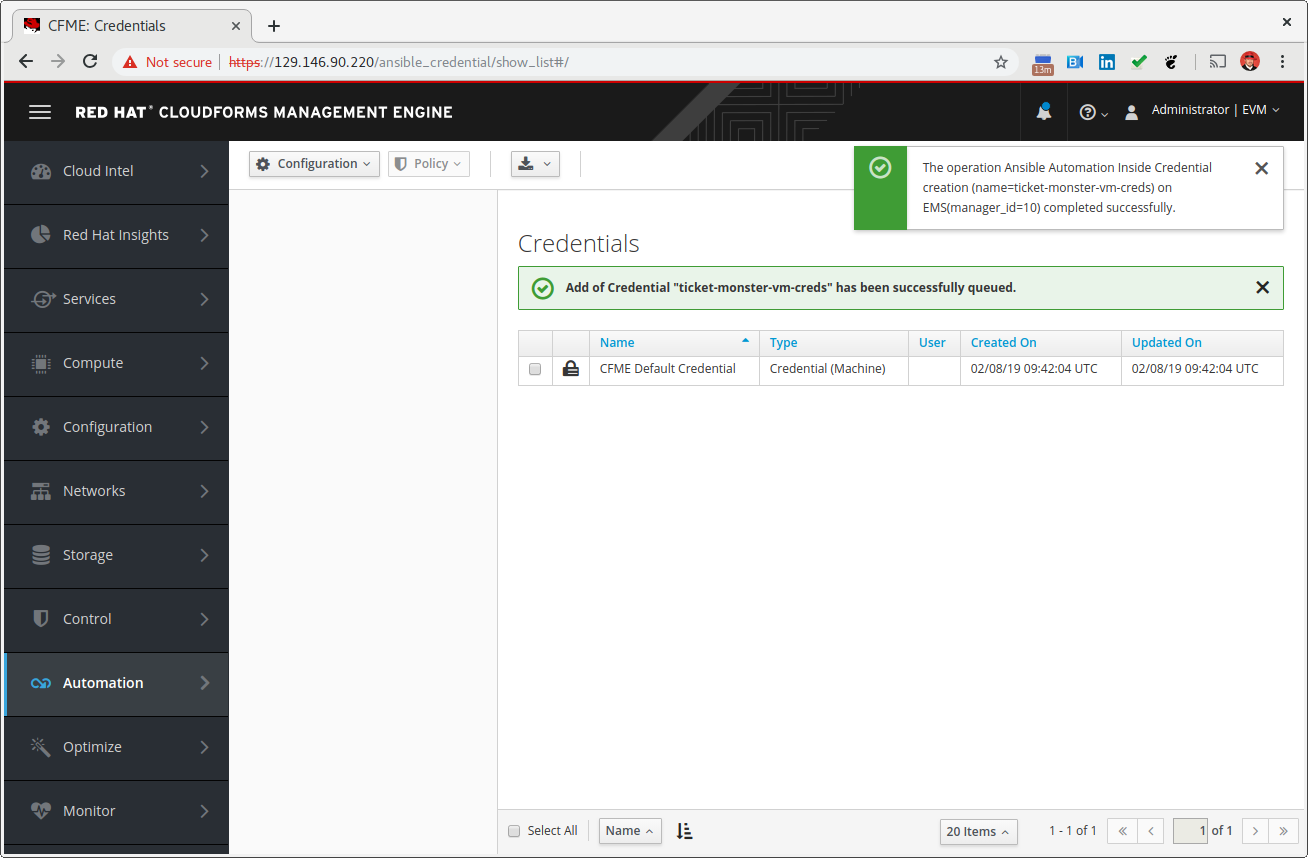 CFME: Credentials
Not secure https://129.146.90.220/ansible_credential/show_list#/
13m
RED HAT® CLOUDFORMS MANAGEMENT ENGINE
Administrator | EVM
Cloud Intel
Red Hat Insights
Services
Compute
Configuration
Networks
Storage
Control
Automation
Optimize
Monitor
Configuration Policy
The operation Ansible Automation Inside Credential
creation (name=ticket-monster-vm-creds) on
EMS(manager_id=10) completed successfully.
Credentials
Add of Credential "ticket-monster-vm-creds" has been successfully queued.
Name Type User Created On Updated On
CFME Default Credential Credential (Machine) 02/08/19 09:42:04 UTC 02/08/19 09:42:04 UTC
Select All Name 20 Items 1 - 1 of 1 « ‹ 1 of 1 › »